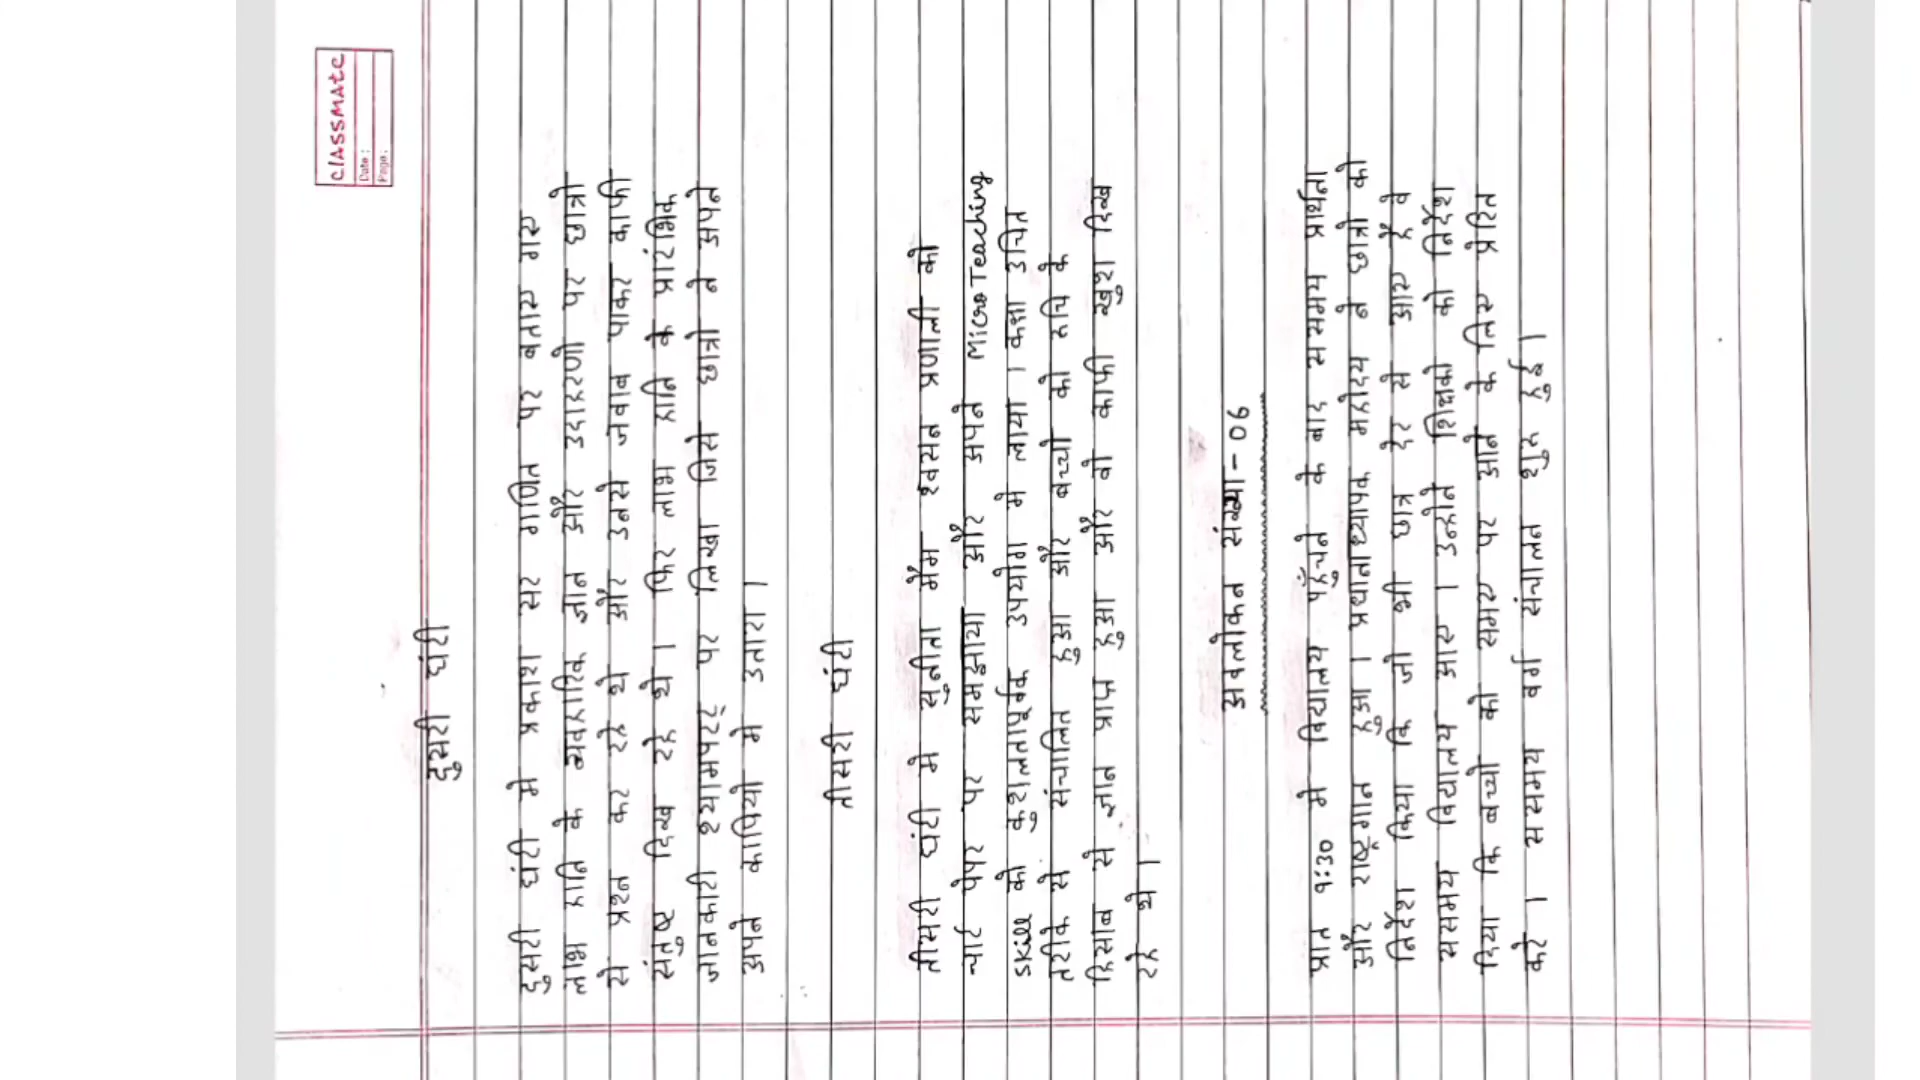 classmate
Date :
Page :
दुसरी घंटी
दुसरी घंटी मे प्रकाश सर गणित पर बताए गए
लाभ हानि के व्यवहारिक ज्ञान और उदाहरणो पर छात्रो
से प्रश्न कर रहे थे और उनसे जवाब पाकर काफी
संतुष्ट दिख रहे थे। फिर लाभ हानि के प्रारंभिक
जानकारी श्यामपट् पर लिखा जिसे छात्रो ने अपने
अपने कापियो मे उतारा।
तीसरी घंटी
तीसरी घंटी मे सुनीता मैंम श्वसन प्रणाली को
चार्ट पेपर पर समझाया और अपने Micro Teaching
skill को कुशलतापूर्वक उपयोग मे लाया। कक्षा उचित
तरीके से संचालित हुआ और बच्चो को रुचि के
हिसाब से ज्ञान प्राप्त हुआ और वो काफी खुश दिख
रहे थे।
अवलोकन संख्या - 06
प्रात 9:30 मे विद्यालय पहुँचने के बाद ससमय प्रार्थना
और राष्ट्रगान हुआ। प्रधानाध्यापक महोदय ने छात्रो को
निर्देश किया कि जो भी छात्र देर से आए हैं वे
ससमय विद्यालय आए। उन्होने शिक्षको को निर्देश
दिया कि बच्चो को समय पर आने के लिए प्रेरित
करे। ससमय वर्ग संचालन शुरु हुई।